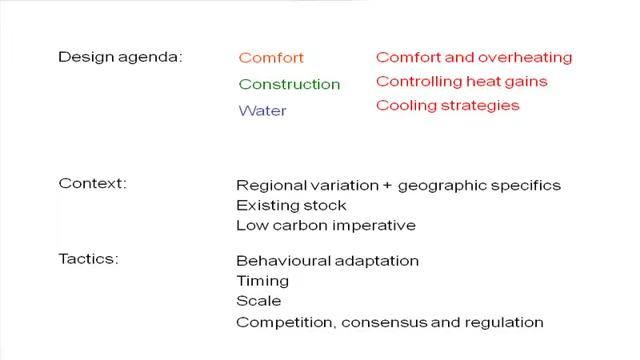 Design agenda: Comfort Comfort and overheating
Construction Controlling heat gains
Water Cooling strategies
Context: Regional variation + geographic specifics
Existing stock
Low carbon imperative
Tactics: Behavioural adaptation
Timing
Scale
Competition, consensus and regulation